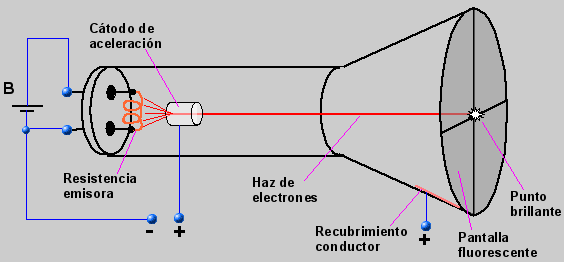 Cátodo de
aceleración
B
Resistencia
emisora
-
+
Haz de
electrones
Recubrimiento
conductor
+
Pantalla
fluorescente
Punto
brillante